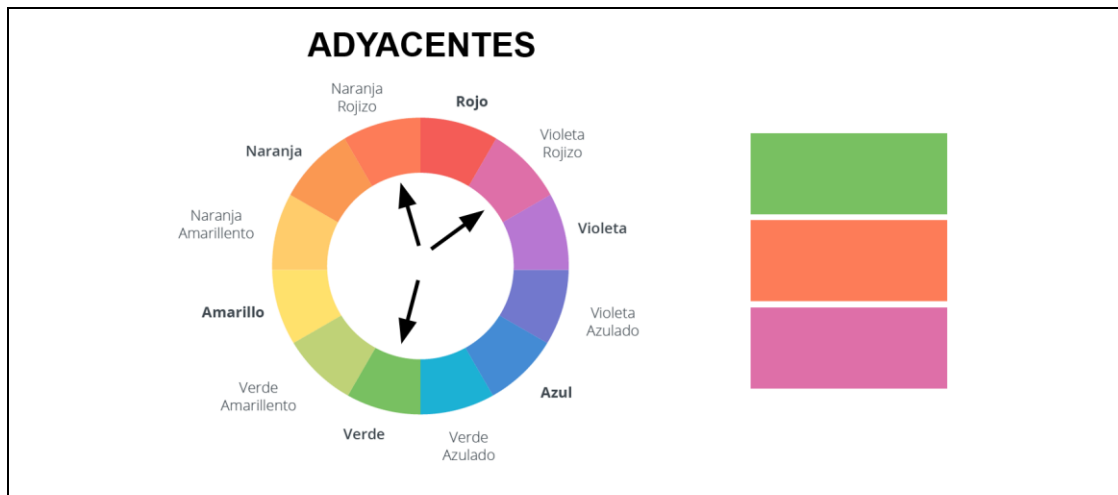 ADYACENTES
Naranja
Rojizo
Rojo
Violeta
Rojizo
Naranja
Naranja
Amarillento
Violeta
Amarillo
Violeta
Azulado
Verde
Amarillento
Azul
Verde
Verde
Azulado